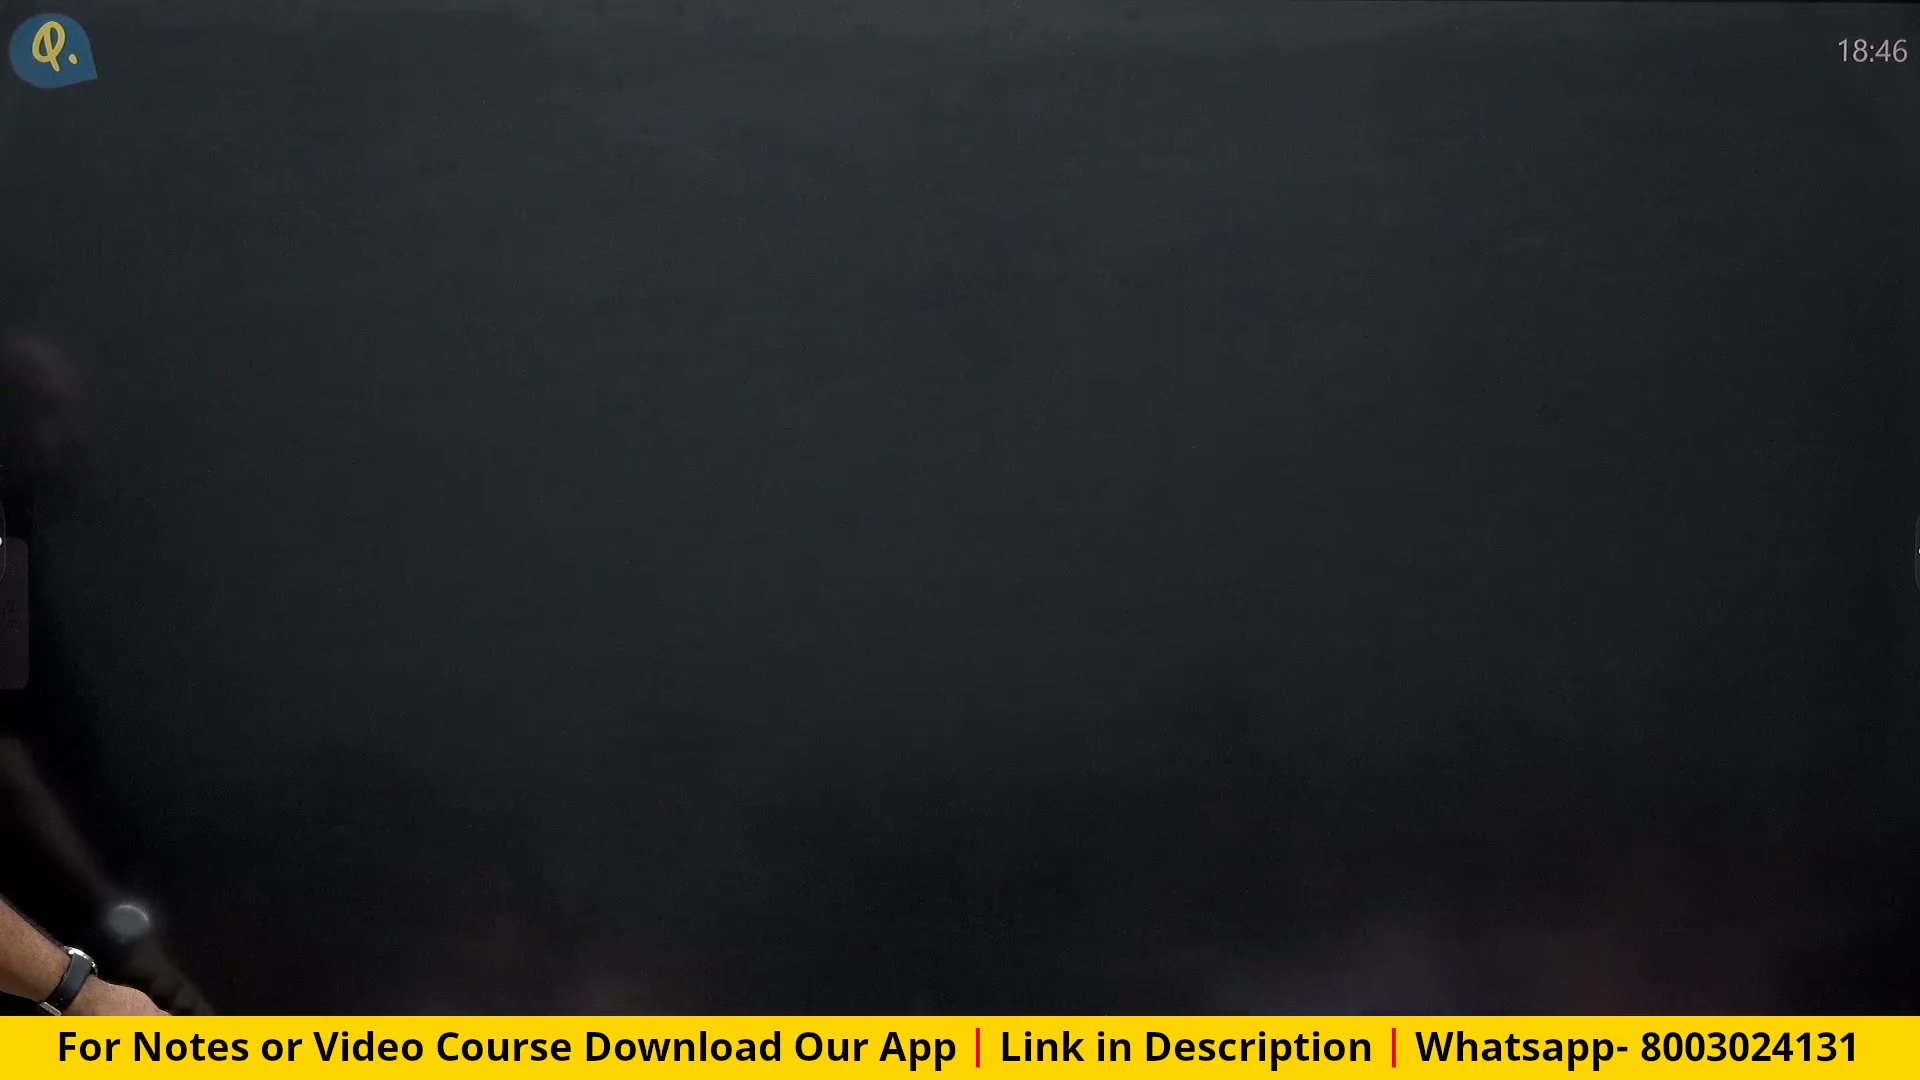 Q.
18:46
For Notes or Video Course Download Our App | Link in Description | Whatsapp- 8003024131